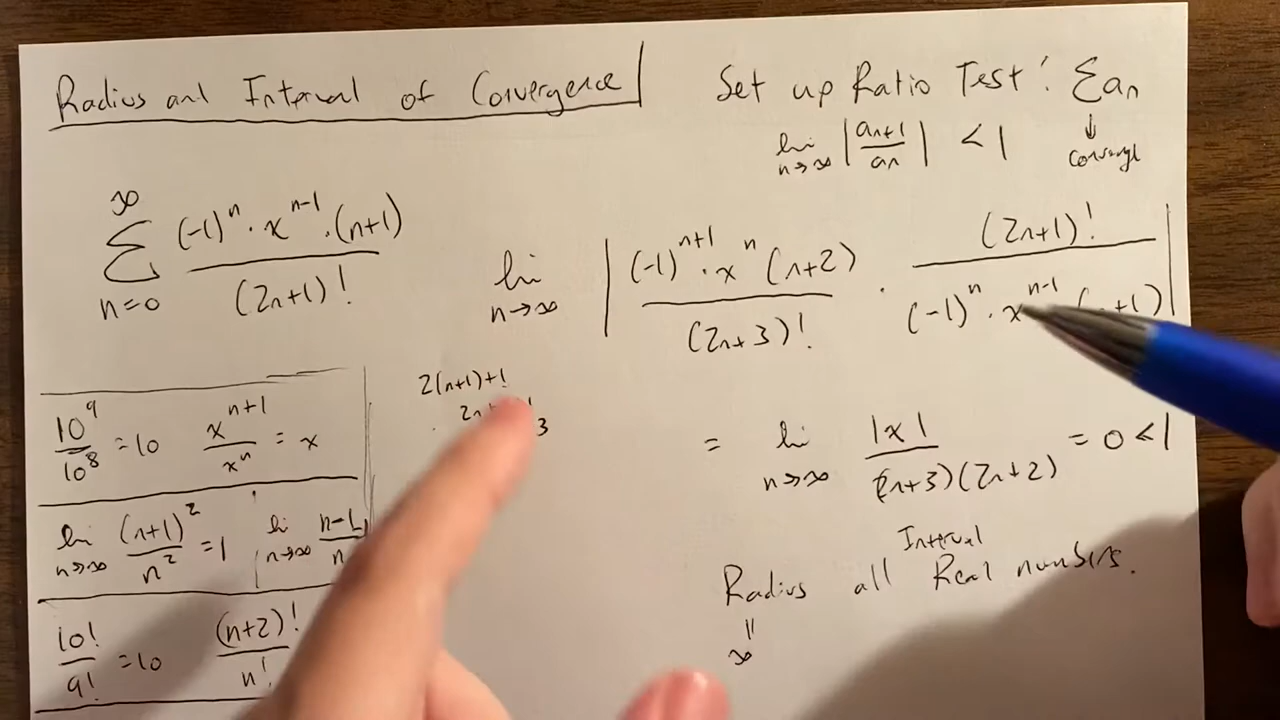 Radius and Interval of Convergence
Set up Ratio Test: Σan
lim n→∞ |an+1/an| < 1
↓ converge
∞ Σ n=0 (-1)^n · x^(n-1) · (n+1) / (2n+1)!
lim n→∞ | (-1)^(n+1) · x^n (n+2) / (2n+3)! · (2n+1)! / (-1)^n · x^(n-1) (n+1) |
2(n+1)+1
10^9/10^8 = 10 x^(n+1)/x^n = x
= lim n→∞ |x| / (2n+3)(2n+2) = 0 < 1
lim n→∞ (n+1)^2/n^2 = 1 lim n→∞ n-1/n
Interval
Radius all Real numbers.
|| ∞
10!/9! = 10 (n+2)!/n!